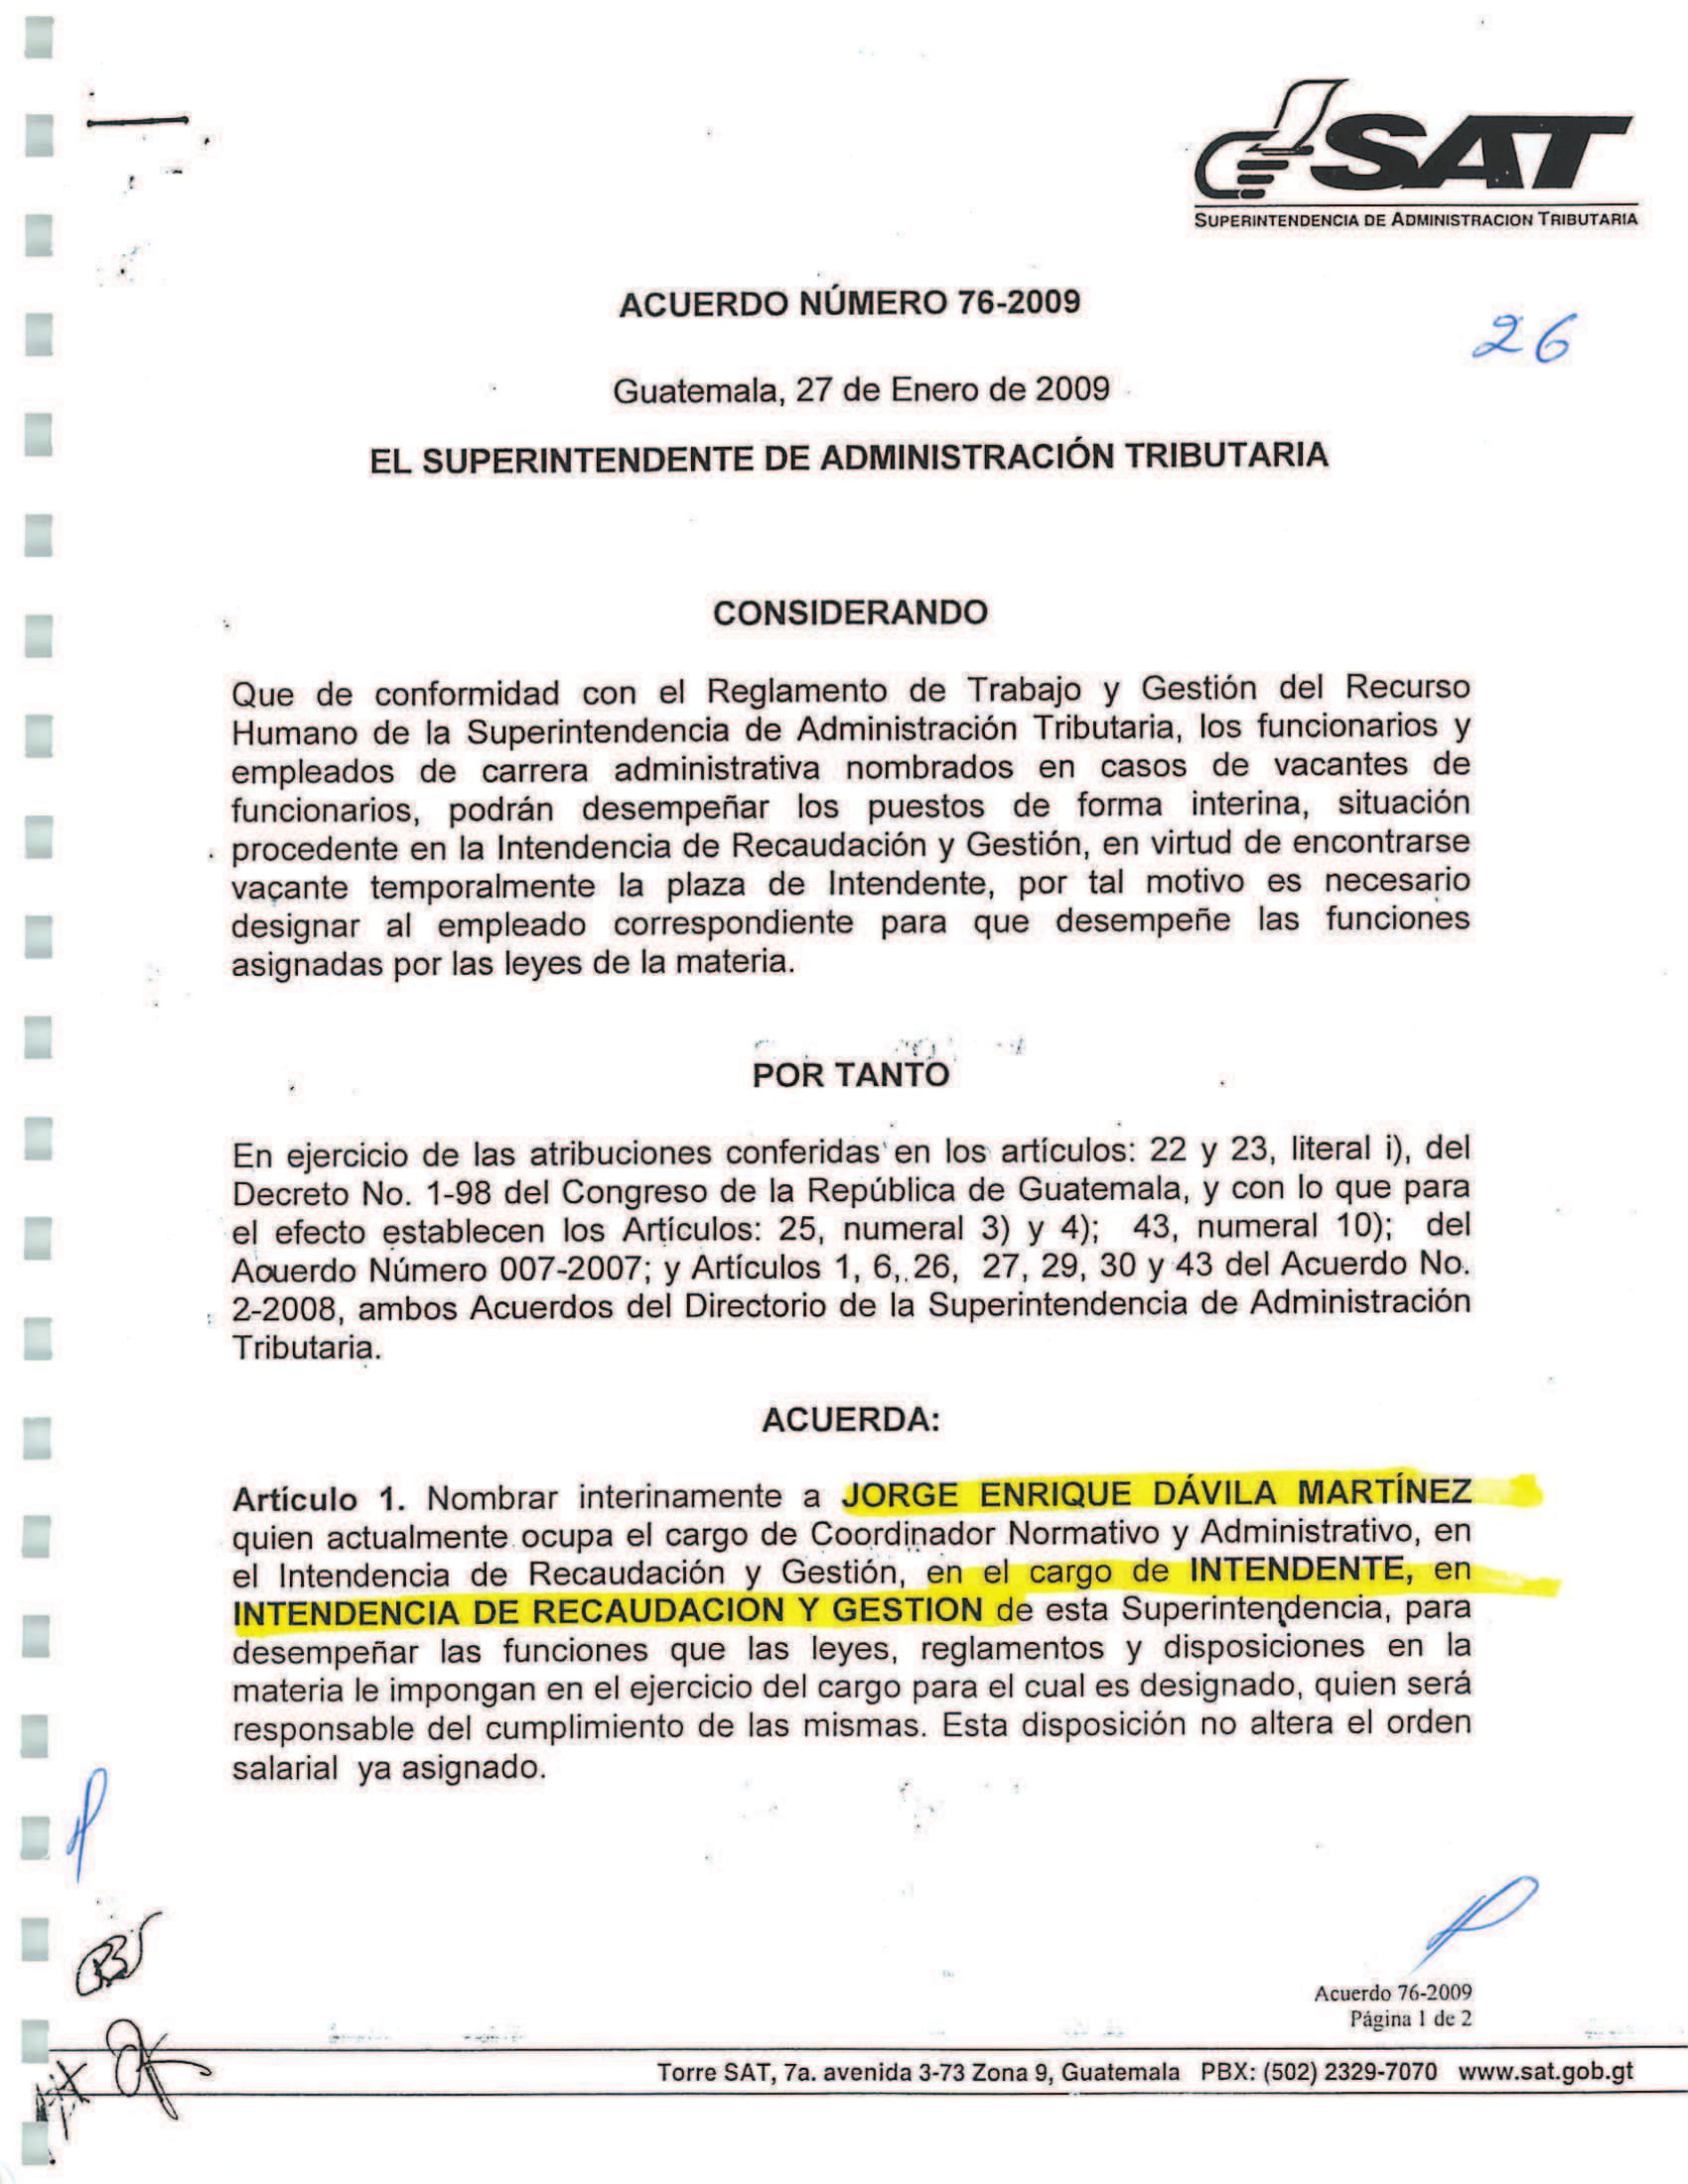 SAT
SUPERINTENDENCIA DE ADMINISTRACION TRIBUTARIA
ACUERDO NÚMERO 76-2009
26
Guatemala, 27 de Enero de 2009
EL SUPERINTENDENTE DE ADMINISTRACIÓN TRIBUTARIA
CONSIDERANDO
Que de conformidad con el Reglamento de Trabajo y Gestión del Recurso
Humano de la Superintendencia de Administración Tributaria, los funcionarios y
empleados de carrera administrativa nombrados en casos de vacantes de
funcionarios, podrán desempeñar los puestos de forma interina, situación
procedente en la Intendencia de Recaudación y Gestión, en virtud de encontrarse
vacante temporalmente la plaza de Intendente, por tal motivo es necesario
designar al empleado correspondiente para que desempeñe las funciones
asignadas por las leyes de la materia.
POR TANTO
En ejercicio de las atribuciones conferidas en los artículos: 22 y 23, literal i), del
Decreto No. 1-98 del Congreso de la República de Guatemala, y con lo que para
el efecto establecen los Artículos: 25, numeral 3) y 4); 43, numeral 10); del
Acuerdo Número 007-2007; y Artículos 1, 6, 26, 27, 29, 30 y 43 del Acuerdo No.
2-2008, ambos Acuerdos del Directorio de la Superintendencia de Administración
Tributaria.
ACUERDA:
Artículo 1. Nombrar interinamente a JORGE ENRIQUE DÁVILA MARTÍNEZ
quien actualmente ocupa el cargo de Coordinador Normativo y Administrativo, en
el Intendencia de Recaudación y Gestión, en el cargo de INTENDENTE, en
INTENDENCIA DE RECAUDACION Y GESTION de esta Superintendencia, para
desempeñar las funciones que las leyes, reglamentos y disposiciones en la
materia le impongan en el ejercicio del cargo para el cual es designado, quien será
responsable del cumplimiento de las mismas. Esta disposición no altera el orden
salarial ya asignado.
Acuerdo 76-2009
Página 1 de 2
Torre SAT, 7a. avenida 3-73 Zona 9, Guatemala PBX: (502) 2329-7070 www.sat.gob.gt